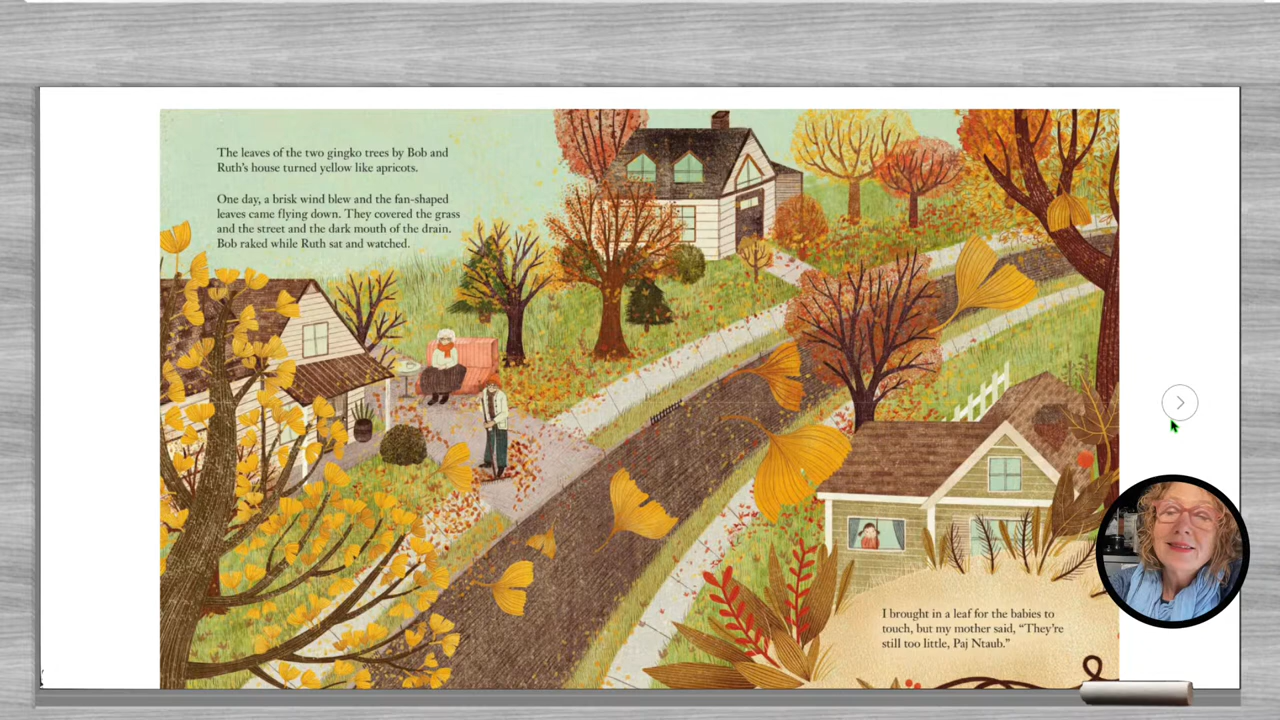 The leaves of the two gingko trees by Bob and
Ruth's house turned yellow like apricots.
One day, a brisk wind blew and the fan-shaped
leaves came flying down. They covered the grass
and the street and the dark mouth of the drain.
Bob raked while Ruth sat and watched.
I brought in a leaf for the babies to
touch, but my mother said, “They’re
still too little, Paj Ntaub.”